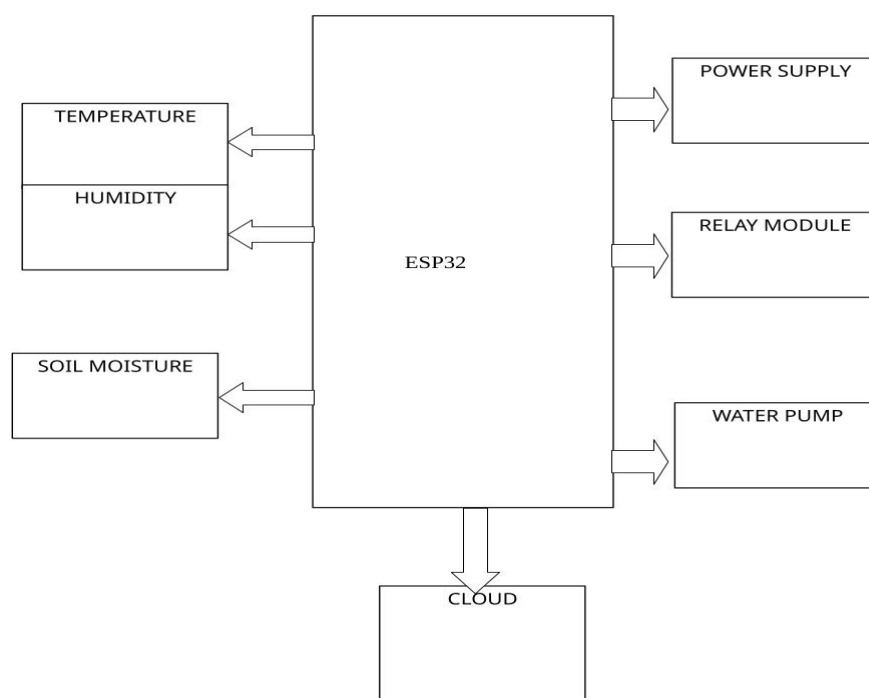 POWER SUPPLY
TEMPERATURE
HUMIDITY
RELAY MODULE
ESP32
SOIL MOISTURE
WATER PUMP
CLOUD